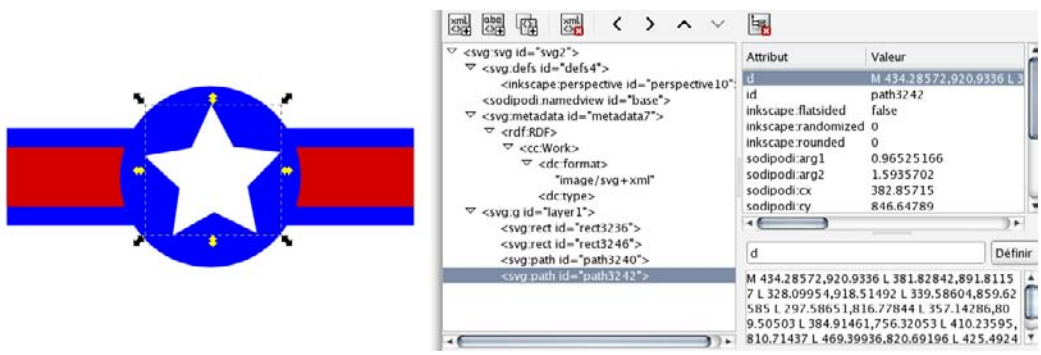 xml
abc
xml
<svg:svg id="svg2">
<svg:defs id="defs4">
<inkscape:perspective id="perspective10":
<sodipodi:namedview id="base">
<svg:metadata id="metadata7">
<rdf:RDF>
<cc:Work>
<dc:format>
"image/svg+xml"
<dc:type>
<svg:g id="layer1">
<svg:rect id="rect3236">
<svg:rect id="rect3246">
<svg:path id="path3240">
<svg:path id="path3242">
Attribut Valeur
d M 434.28572,920.9336 L 3
id path3242
inkscape:flatsided false
inkscape:randomized 0
inkscape:rounded 0
sodipodi:arg1 0.96525166
sodipodi:arg2 1.5935702
sodipodi:cx 382.85715
sodipodi:cy 846.64789
d Définir
M 434.28572,920.9336 L 381.82842,891.8115
7 L 328.09954,918.51492 L 339.58604,859.62
585 L 297.58651,816.77844 L 357.14286,80
9.50503 L 384.91461,756.32053 L 410.23595,
810.71437 L 469.39936,820.69196 L 425.4924